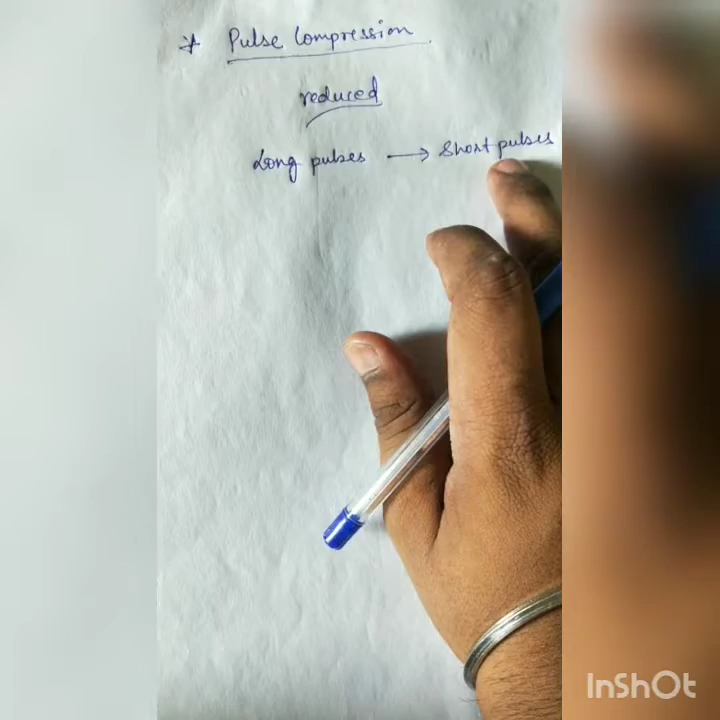 * Pulse Compression
reduced
Long pulses → Short pulses
InShOt